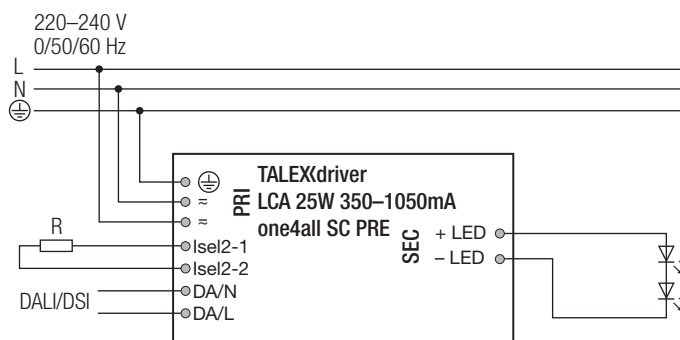 220–240 V
0/50/60 Hz
L
N
PRI
TALEXXdriver
LCA 25W 350–1050mA
one4all SC PRE
≂
≂
R
Isel2-1
Isel2-2
DALI/DSI
DA/N
DA/L
SEC
+ LED
– LED